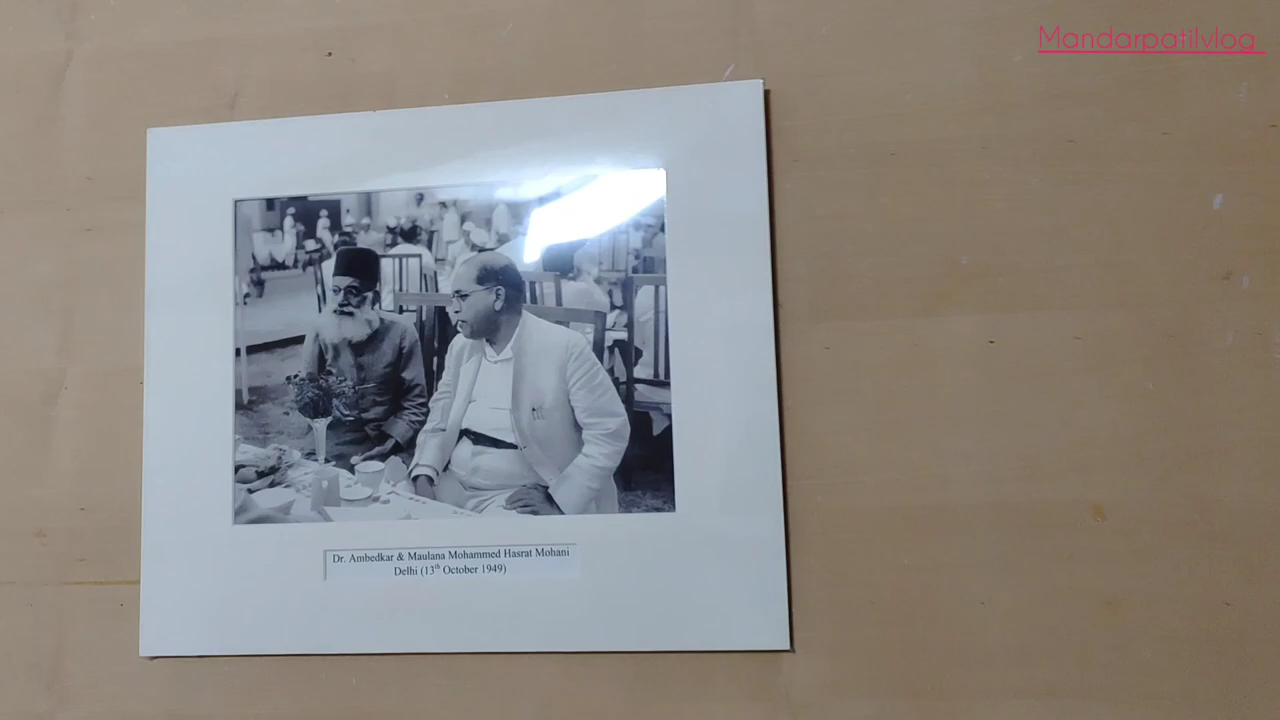 Mandarpatilvlog
Dr. Ambedkar & Maulana Mohammed Hasrat Mohani
Delhi (13th October 1949)